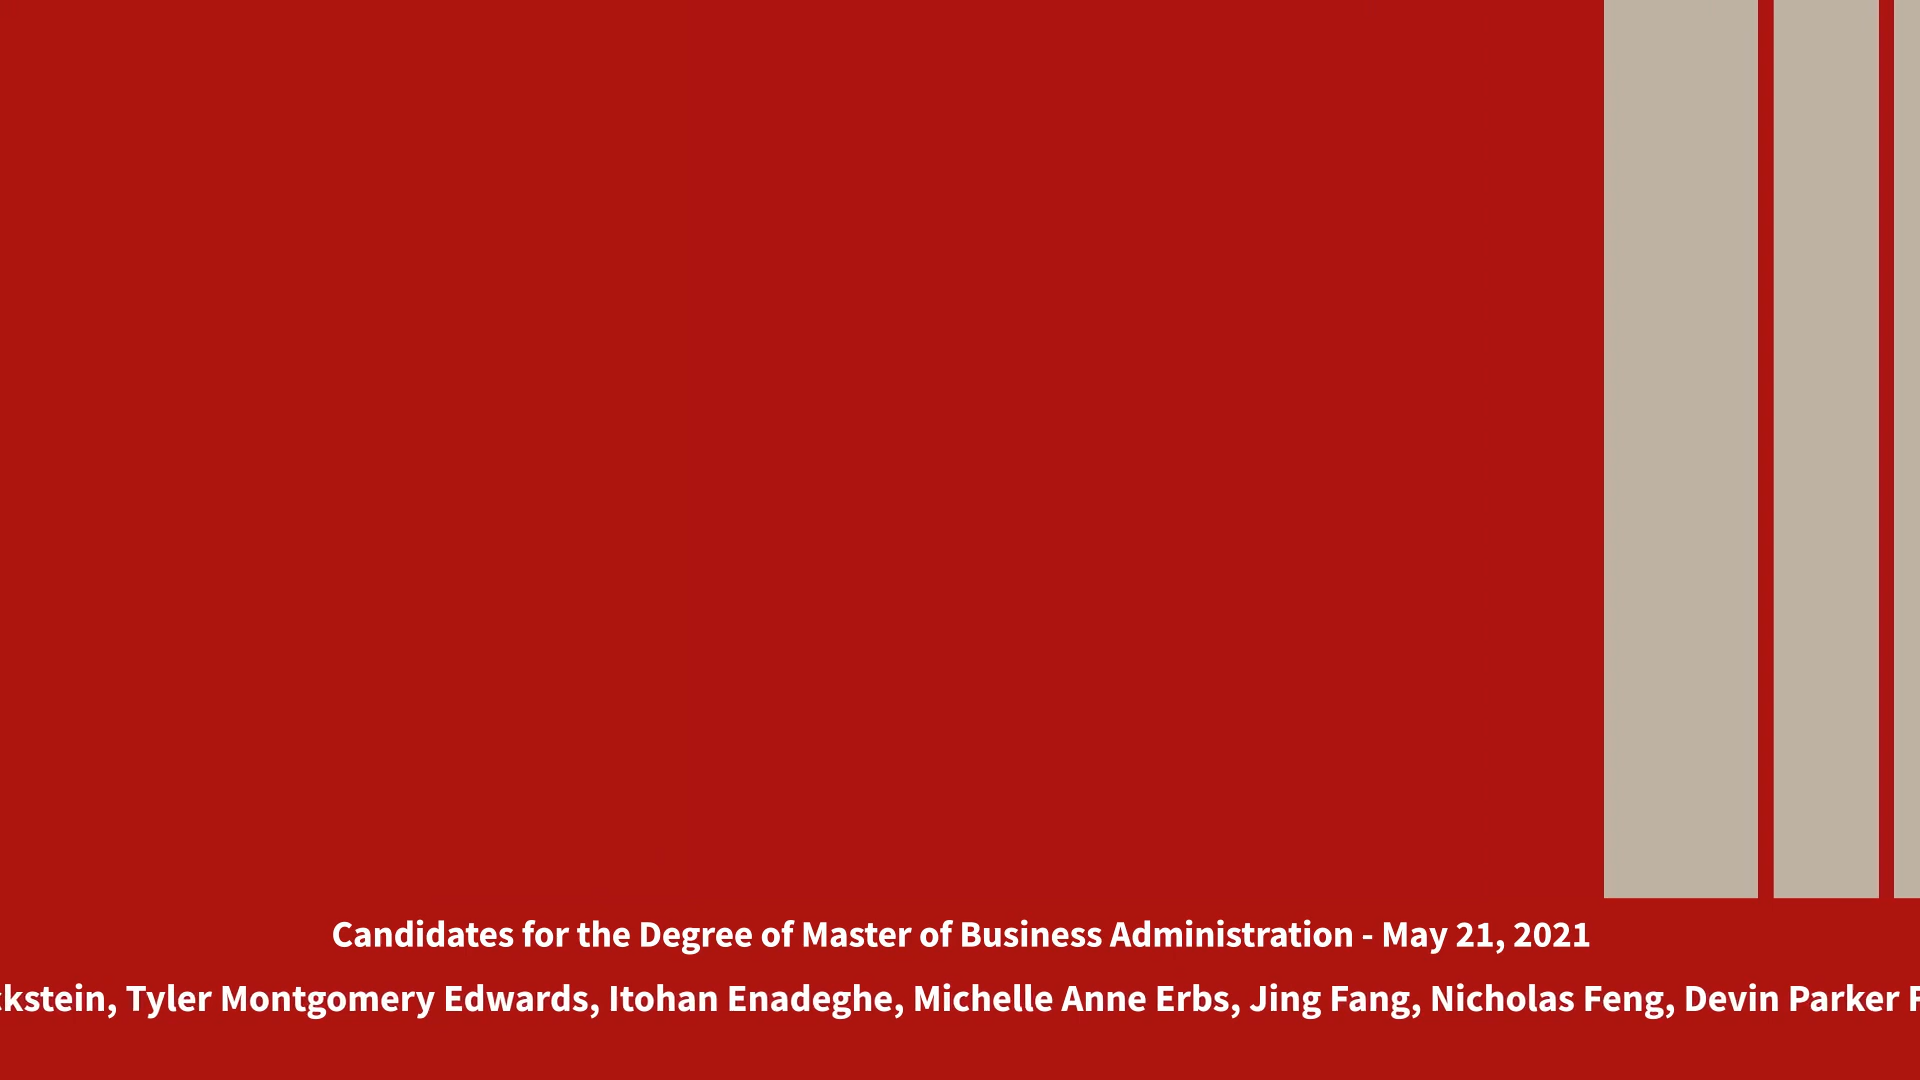 Candidates for the Degree of Master of Business Administration - May 21, 2021
kstein, Tyler Montgomery Edwards, Itohan Enadeghe, Michelle Anne Erbs, Jing Fang, Nicholas Feng, Devin Parker